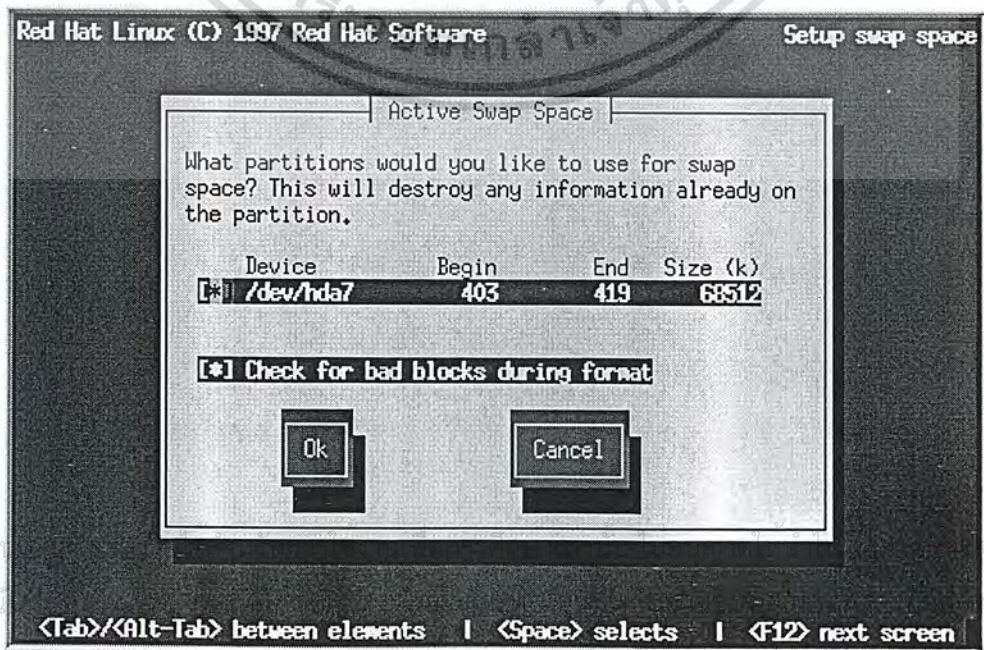 Red Hat Linux (C) 1997 Red Hat Software Setup swap space
Active Swap Space
What partitions would you like to use for swap
space? This will destroy any information already on
the partition.
Device Begin End Size (k)
[*] /dev/hda7 403 419 68512
[*] Check for bad blocks during format
Ok Cancel
<Tab>/<Alt-Tab> between elements | <Space> selects | <F12> next screen